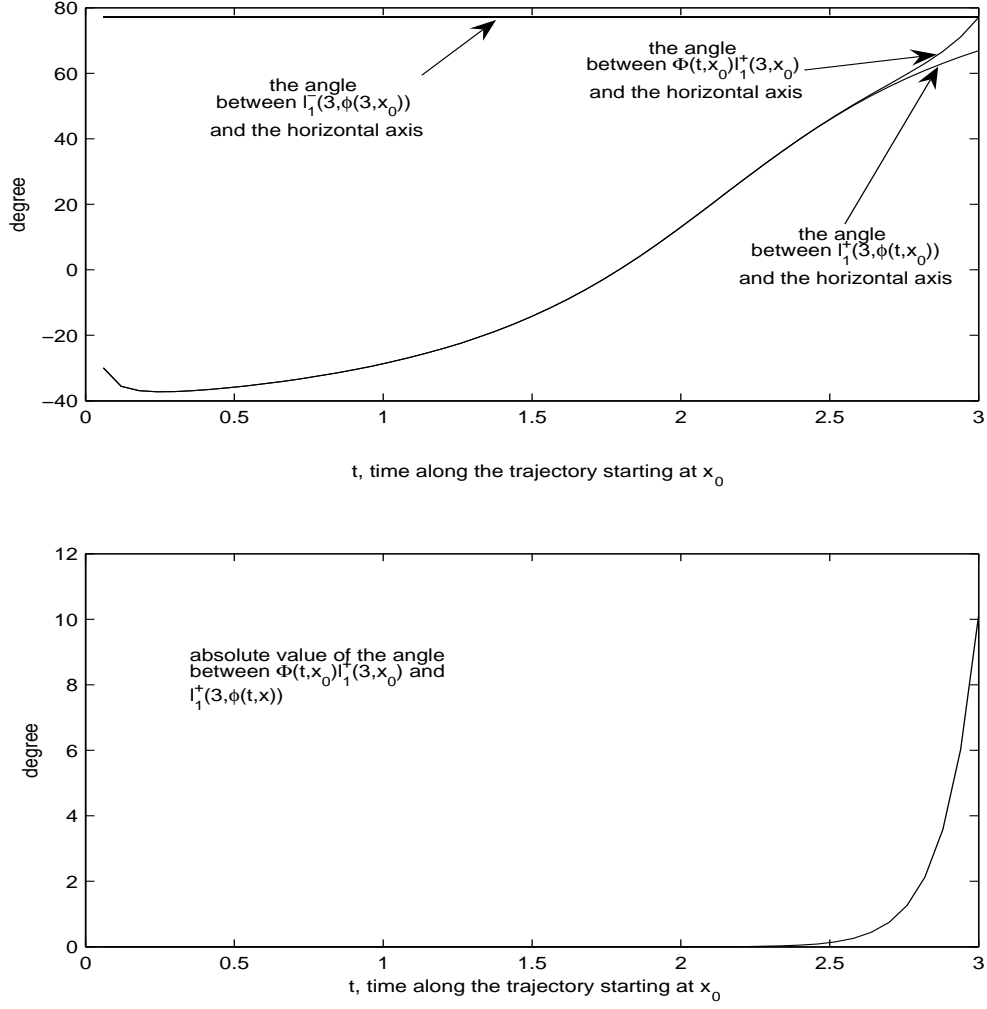 80
60
40
20
0
−20
−40
degree
the angle
between l₁⁻(3,ϕ(3,x₀))
and the horizontal axis
the angle
between Φ(t,x₀)l₁⁺(3,x₀)
and the horizontal axis
the angle
between l₁⁺(3,ϕ(t,x₀))
and the horizontal axis
0 0.5 1 1.5 2 2.5 3
t, time along the trajectory starting at x₀
12
10
8
6
4
2
0
degree
absolute value of the angle
between Φ(t,x₀)l₁⁺(3,x₀) and
l₁⁺(3,ϕ(t,x))
0 0.5 1 1.5 2 2.5 3
t, time along the trajectory starting at x₀